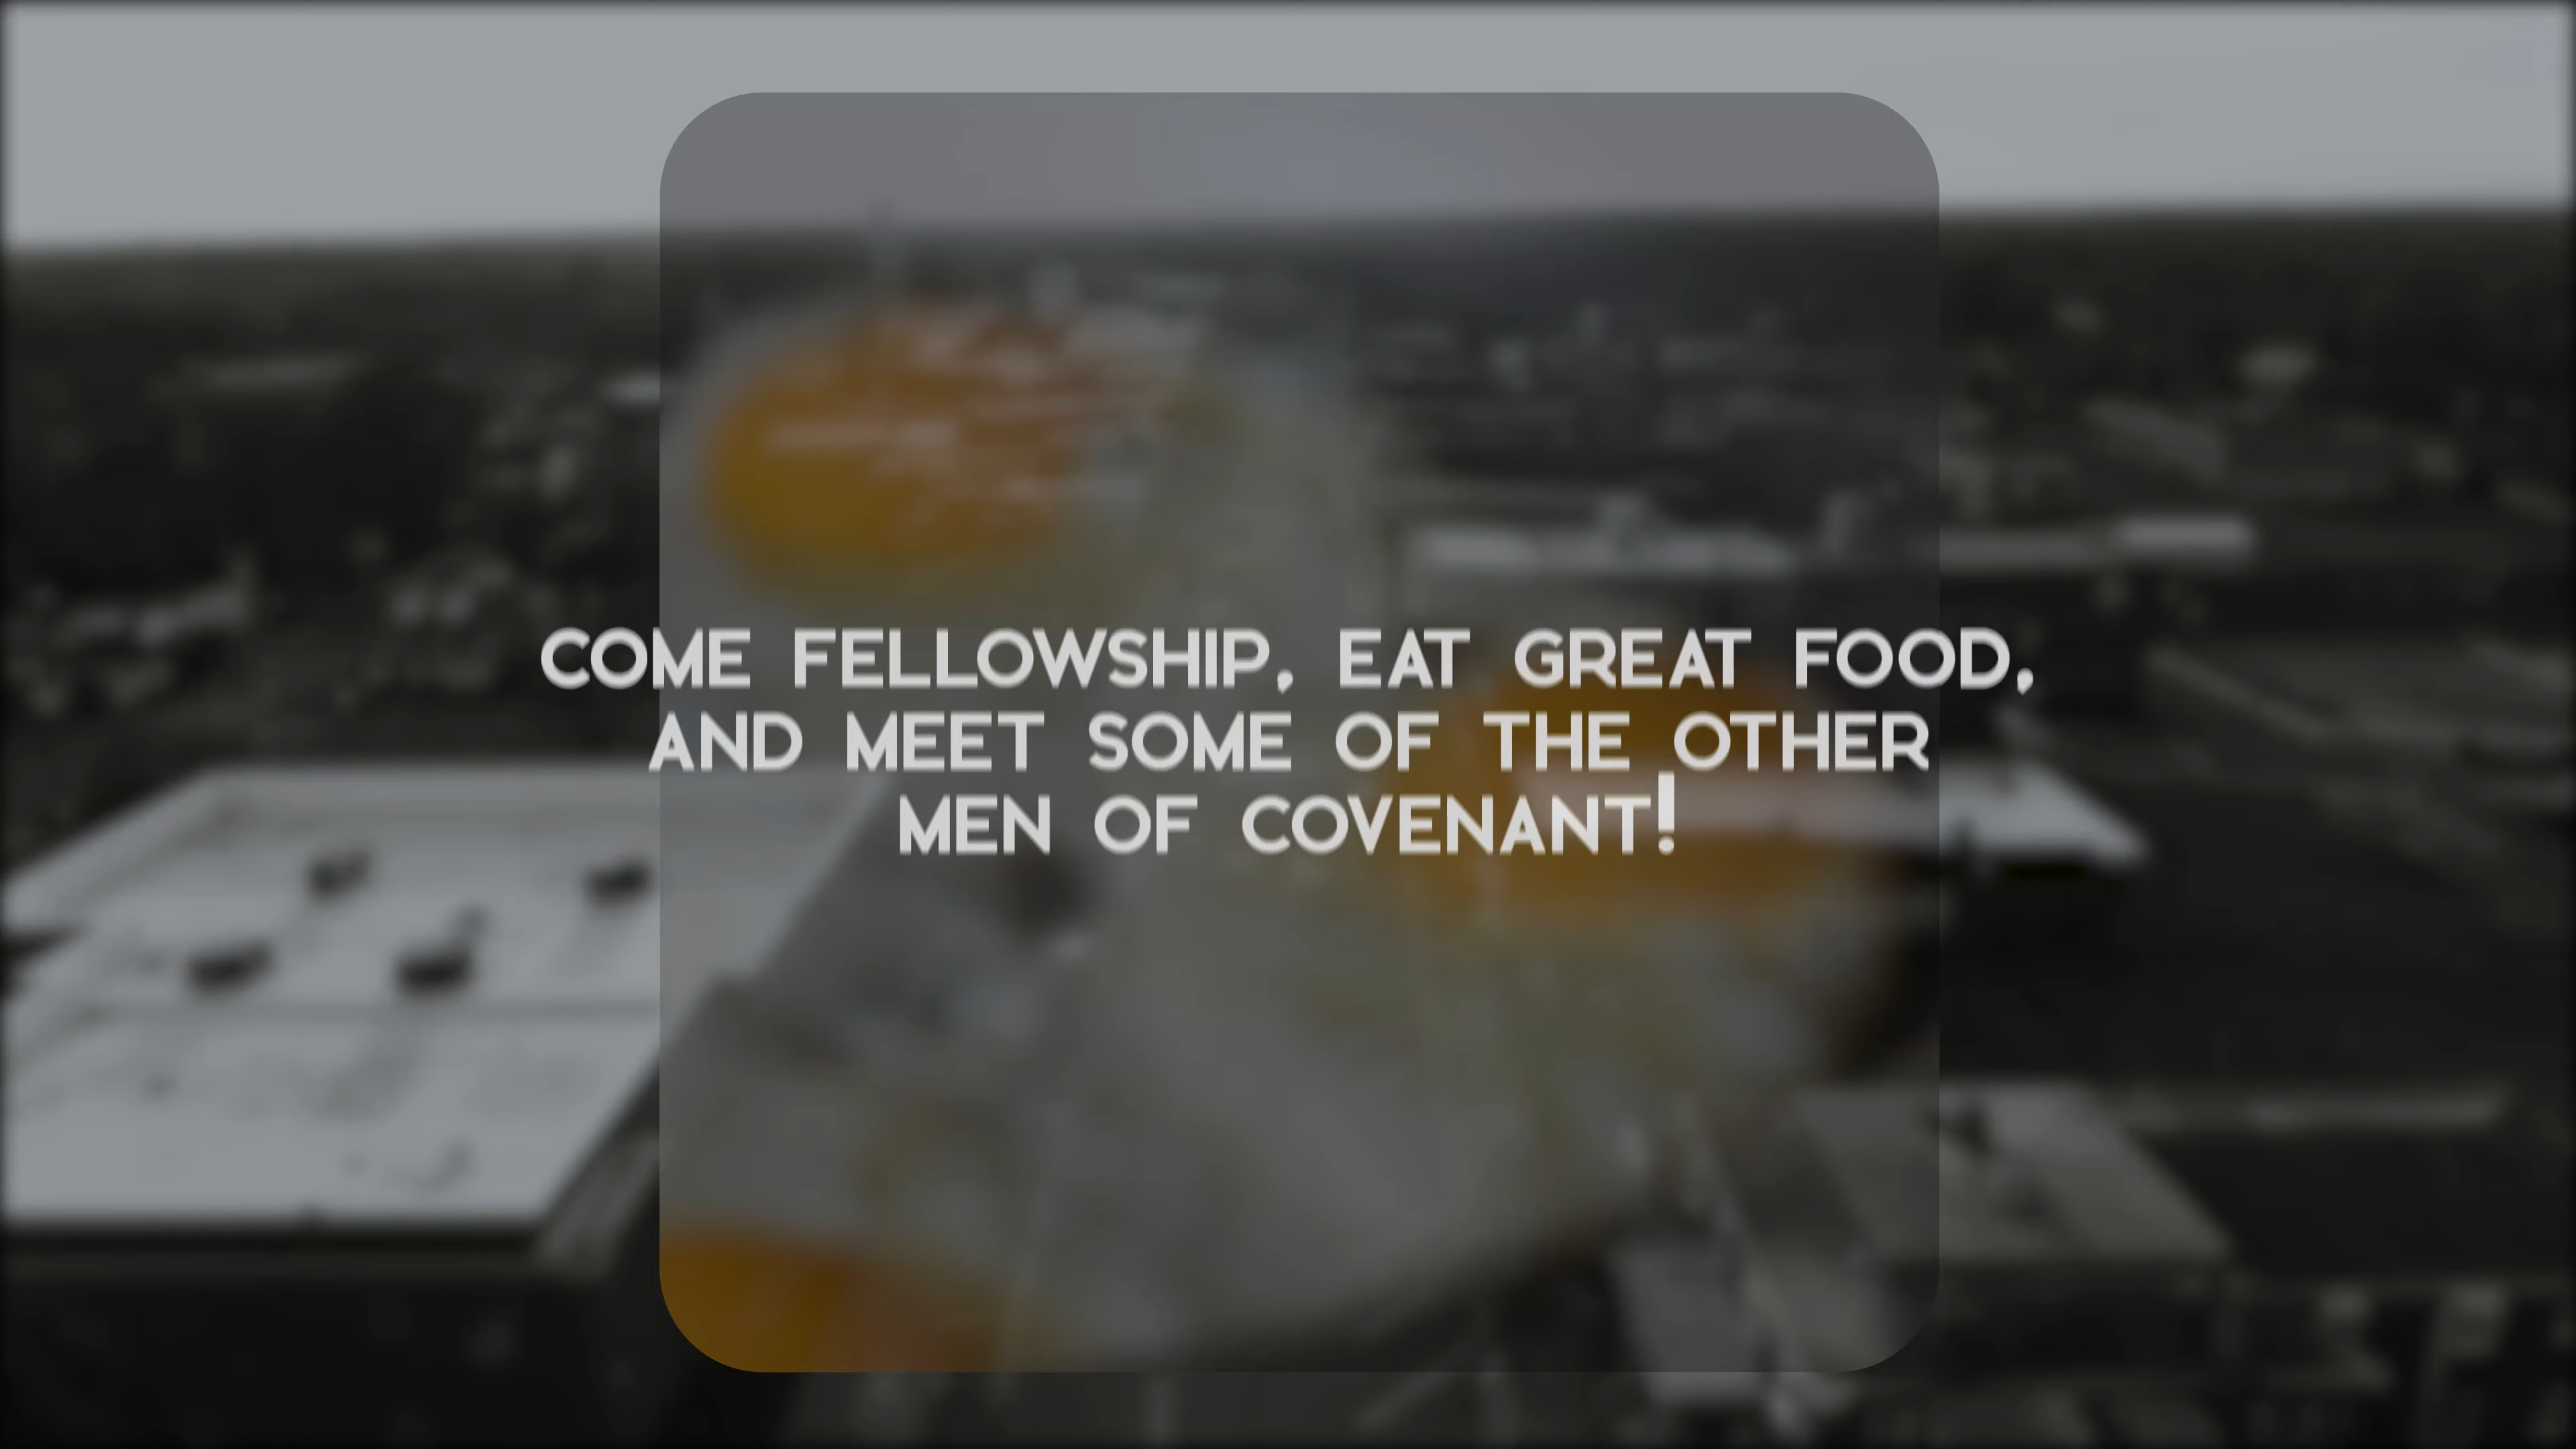 COME FELLOWSHIP, EAT GREAT FOOD,
AND MEET SOME OF THE OTHER
MEN OF COVENANT!